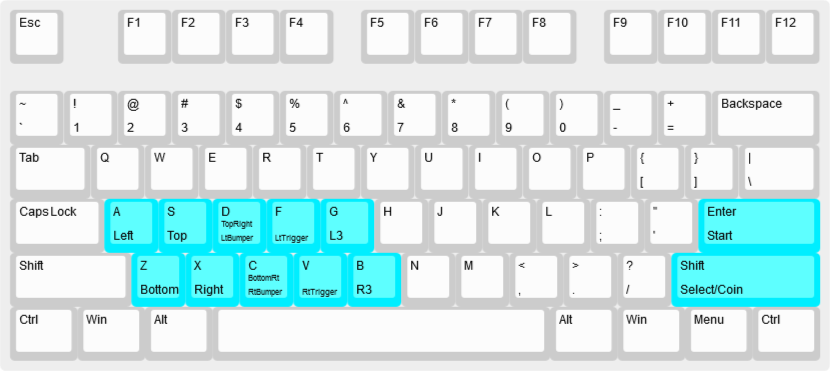 Esc F1 F2 F3 F4 F5 F6 F7 F8 F9 F10 F11 F12
~ ! @ # $ % ^ & * ( ) _ + Backspace
` 1 2 3 4 5 6 7 8 9 0 - =
Tab Q W E R T Y U I O P { } |
[ ] \
CapsLock A S D F G H J K L : " Enter
TopRight
Left Top LtBumper LtTrigger L3 ; ' Start
Shift Z X C V B N M < > ? Shift
BottomRt
Bottom Right RtBumper RtTrigger R3 , . / Select/Coin
Ctrl Win Alt Alt Win Menu Ctrl